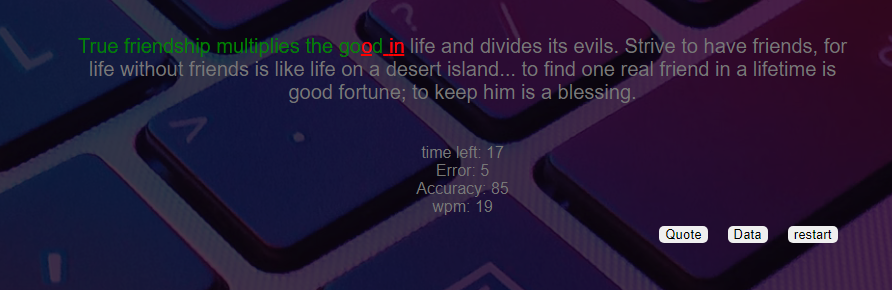 True friendship multiplies the good in life and divides its evils. Strive to have friends, for
life without friends is like life on a desert island... to find one real friend in a lifetime is
good fortune; to keep him is a blessing.
time left: 17
Error: 5
Accuracy: 85
wpm: 19
Quote Data restart